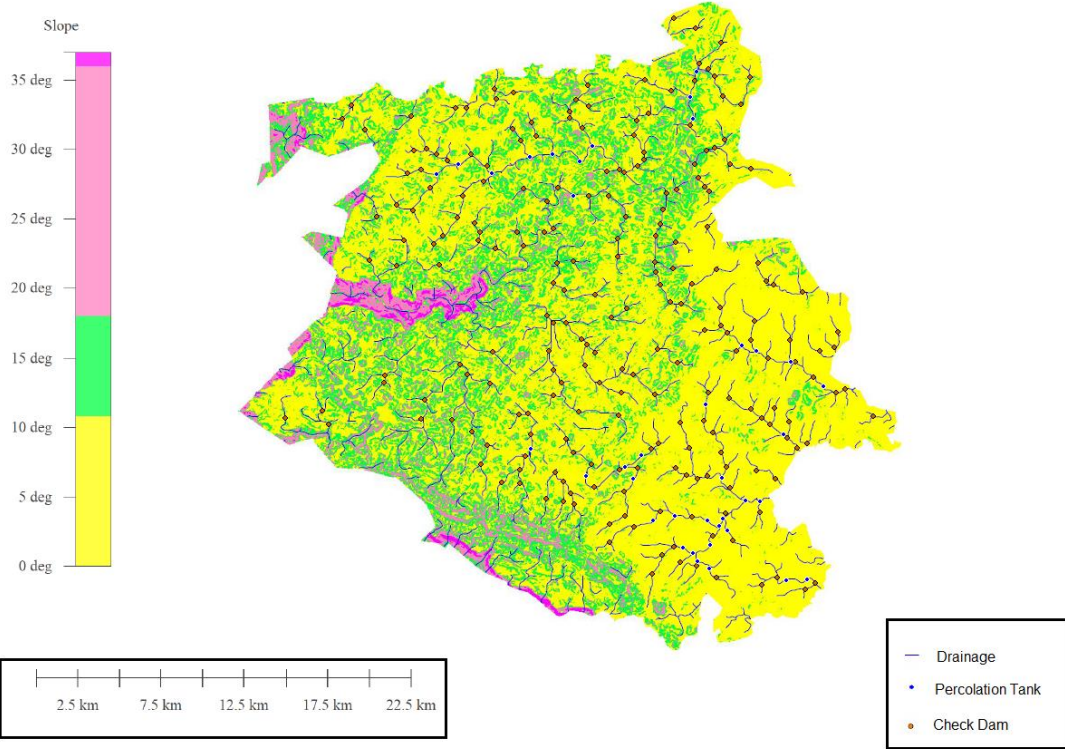 Slope
35 deg
30 deg
25 deg
20 deg
15 deg
10 deg
5 deg
0 deg
2.5 km 7.5 km 12.5 km 17.5 km 22.5 km
Drainage
Percolation Tank
Check Dam